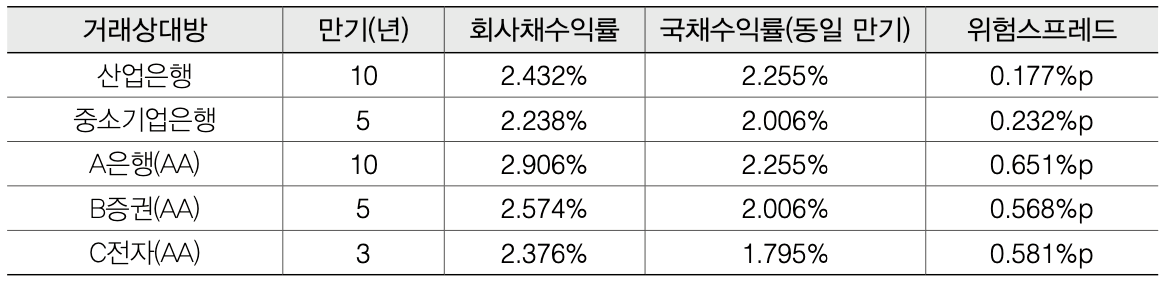 거래상대방 만기(년) 회사채수익률 국채수익률(동일 만기) 위험스프레드
산업은행 10 2.432% 2.255% 0.177%p
중소기업은행 5 2.238% 2.006% 0.232%p
A은행(AA) 10 2.906% 2.255% 0.651%p
B증권(AA) 5 2.574% 2.006% 0.568%p
C전자(AA) 3 2.376% 1.795% 0.581%p